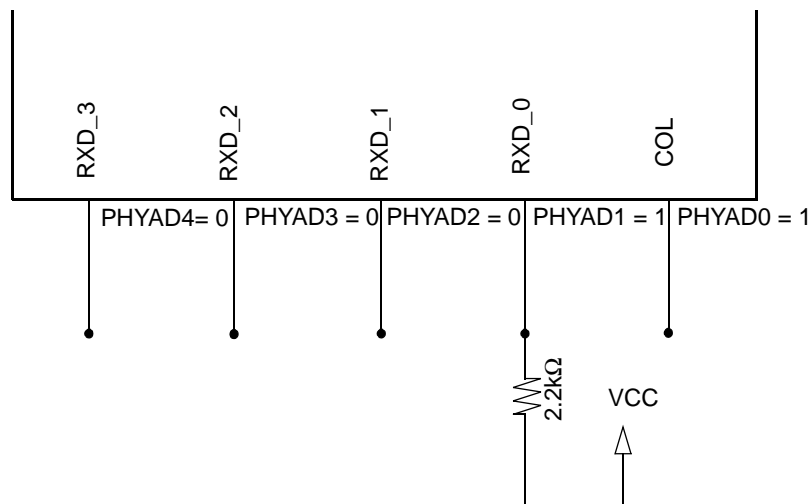 RXD_3
RXD_2
RXD_1
RXD_0
COL
PHYAD4= 0
PHYAD3 = 0
PHYAD2 = 0
PHYAD1 = 1
PHYAD0 = 1
2.2kΩ
VCC